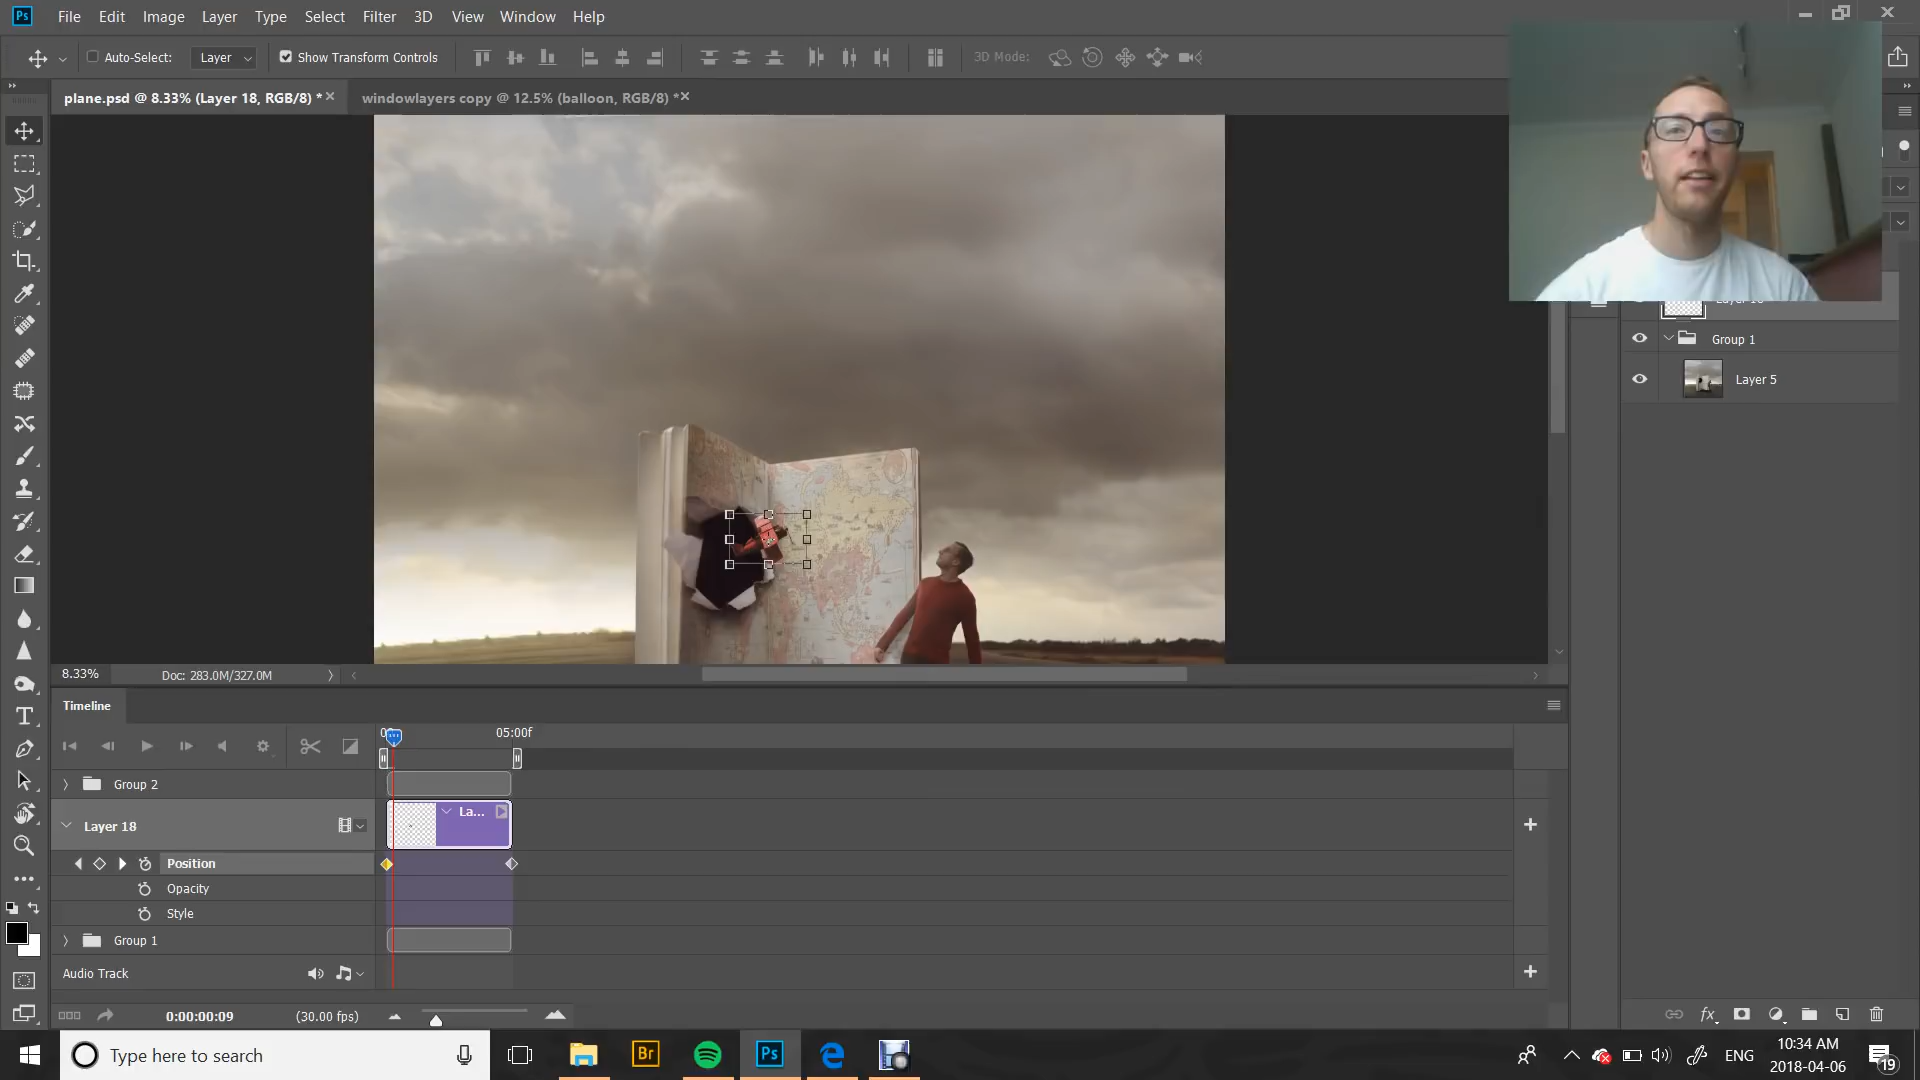 Ps File Edit Image Layer Type Select Filter 3D View Window Help
Auto-Select: Layer Show Transform Controls 3D Mode:
plane.psd @ 8.33% (Layer 18, RGB/8) * × windowlayers copy @ 12.5% (balloon, RGB/8) * ×
Group 1
Layer 5
8.33% Doc: 283.0M/327.0M
Timeline
05:00f
Group 2
Layer 18 La...
Position
Opacity
Style
Group 1
Audio Track
0:00:00:09 (30.00 fps)
fx
Type here to search Br Ps ENG 10:34 AM
2018-04-06 19